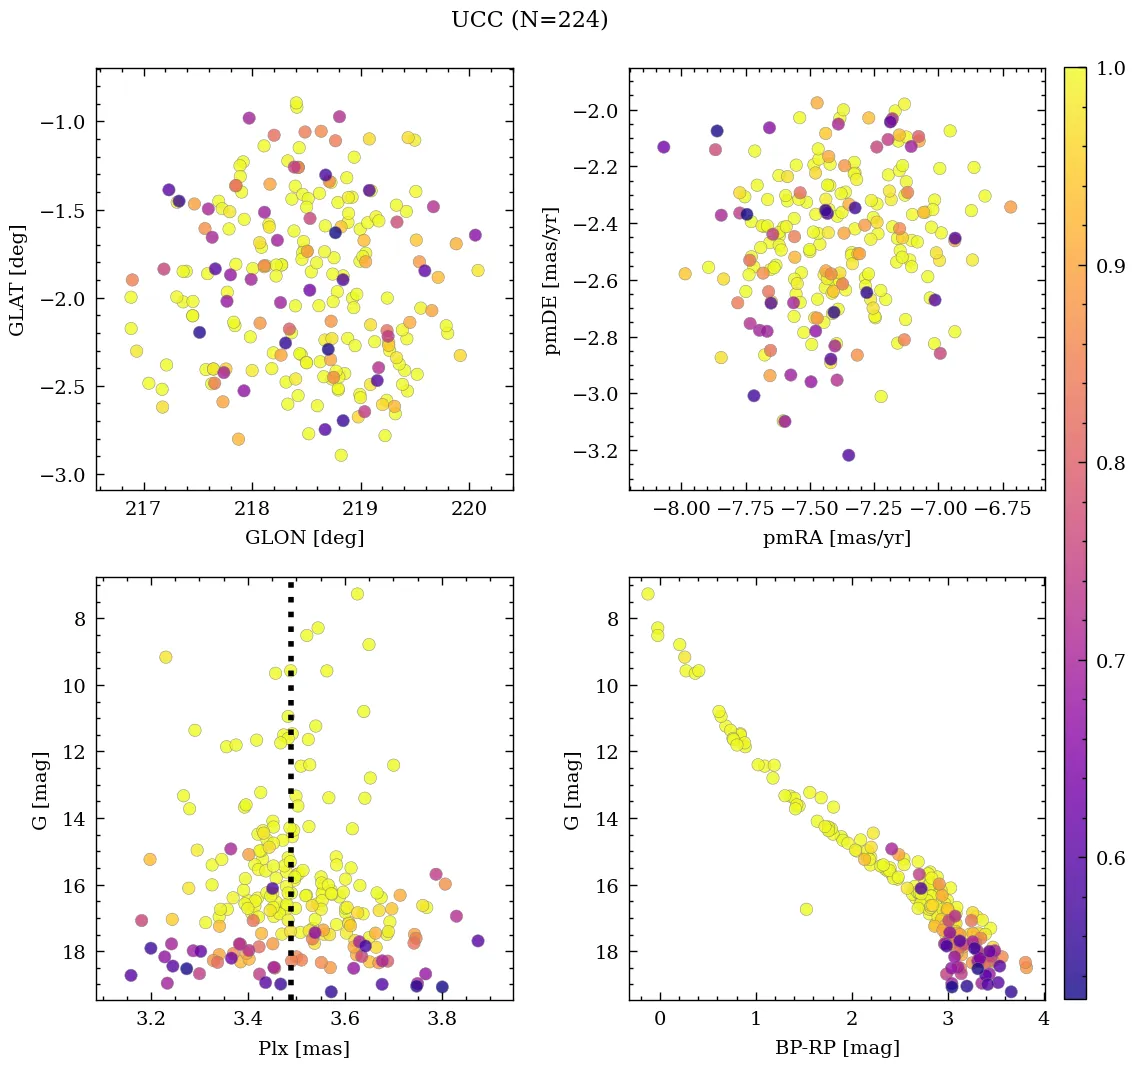 UCC (N=224)
−1.0
−1.5
−2.0
−2.5
−3.0
GLAT [deg]
217 218 219 220
GLON [deg]
−2.0
−2.2
−2.4
−2.6
−2.8
−3.0
−3.2
pmDE [mas/yr]
−8.00 −7.75 −7.50 −7.25 −7.00 −6.75
pmRA [mas/yr]
1.0
0.9
0.8
0.7
0.6
8
10
12
14
16
18
G [mag]
3.2 3.4 3.6 3.8
Plx [mas]
8
10
12
14
16
18
G [mag]
0 1 2 3 4
BP-RP [mag]